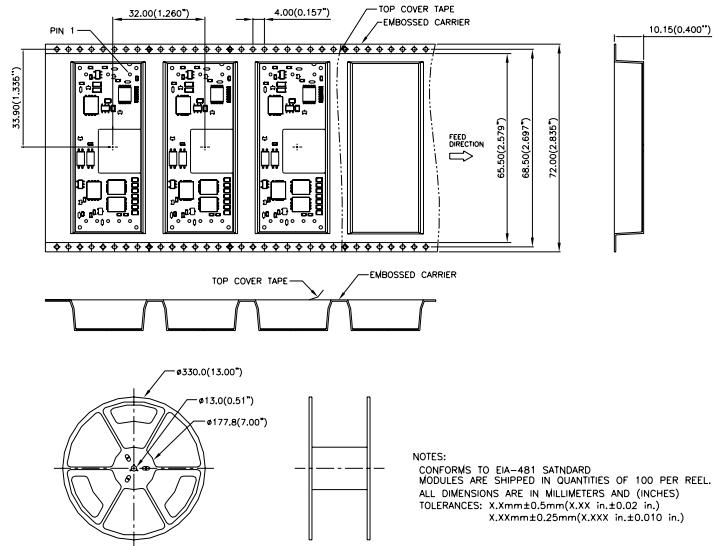 32.00(1.260")
4.00(0.157")
TOP COVER TAPE
EMBOSSED CARRIER
PIN 1
10.15(0.400")
33.90(1.335")
FEED
DIRECTION
65.50(2.579")
68.50(2.697")
72.00(2.835")
TOP COVER TAPE
EMBOSSED CARRIER
ø330.0(13.00")
ø13.0(0.51")
ø177.8(7.00")
NOTES:
CONFORMS TO EIA-481 SATNDARD
MODULES ARE SHIPPED IN QUANTITIES OF 100 PER REEL.
ALL DIMENSIONS ARE IN MILLIMETERS AND (INCHES)
TOLERANCES: X.Xmm±0.5mm(X.XX in.±0.02 in.)
X.XXmm±0.25mm(X.XXX in.±0.010 in.)